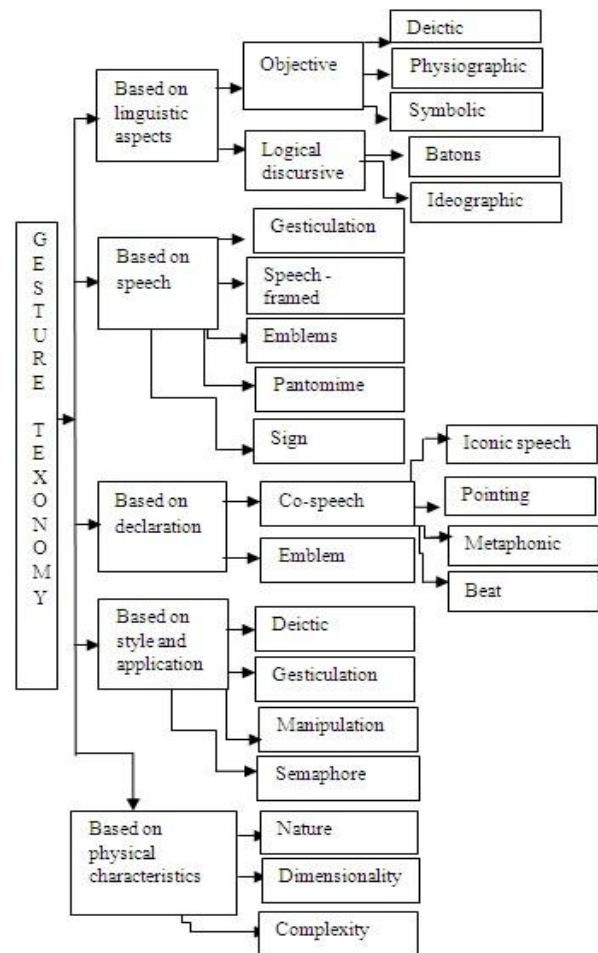 GESTURE TEXONOMY
Based on
linguistic
aspects
Objective
Deictic
Physiographic
Symbolic
Logical
discursive
Batons
Ideographic
Based on
speech
Gesticulation
Speech -
framed
Emblems
Pantomime
Sign
Based on
declaration
Co-speech
Iconic speech
Pointing
Metaphonic
Beat
Emblem
Based on
style and
application
Deictic
Gesticulation
Manipulation
Semaphore
Based on
physical
characteristics
Nature
Dimensionality
Complexity